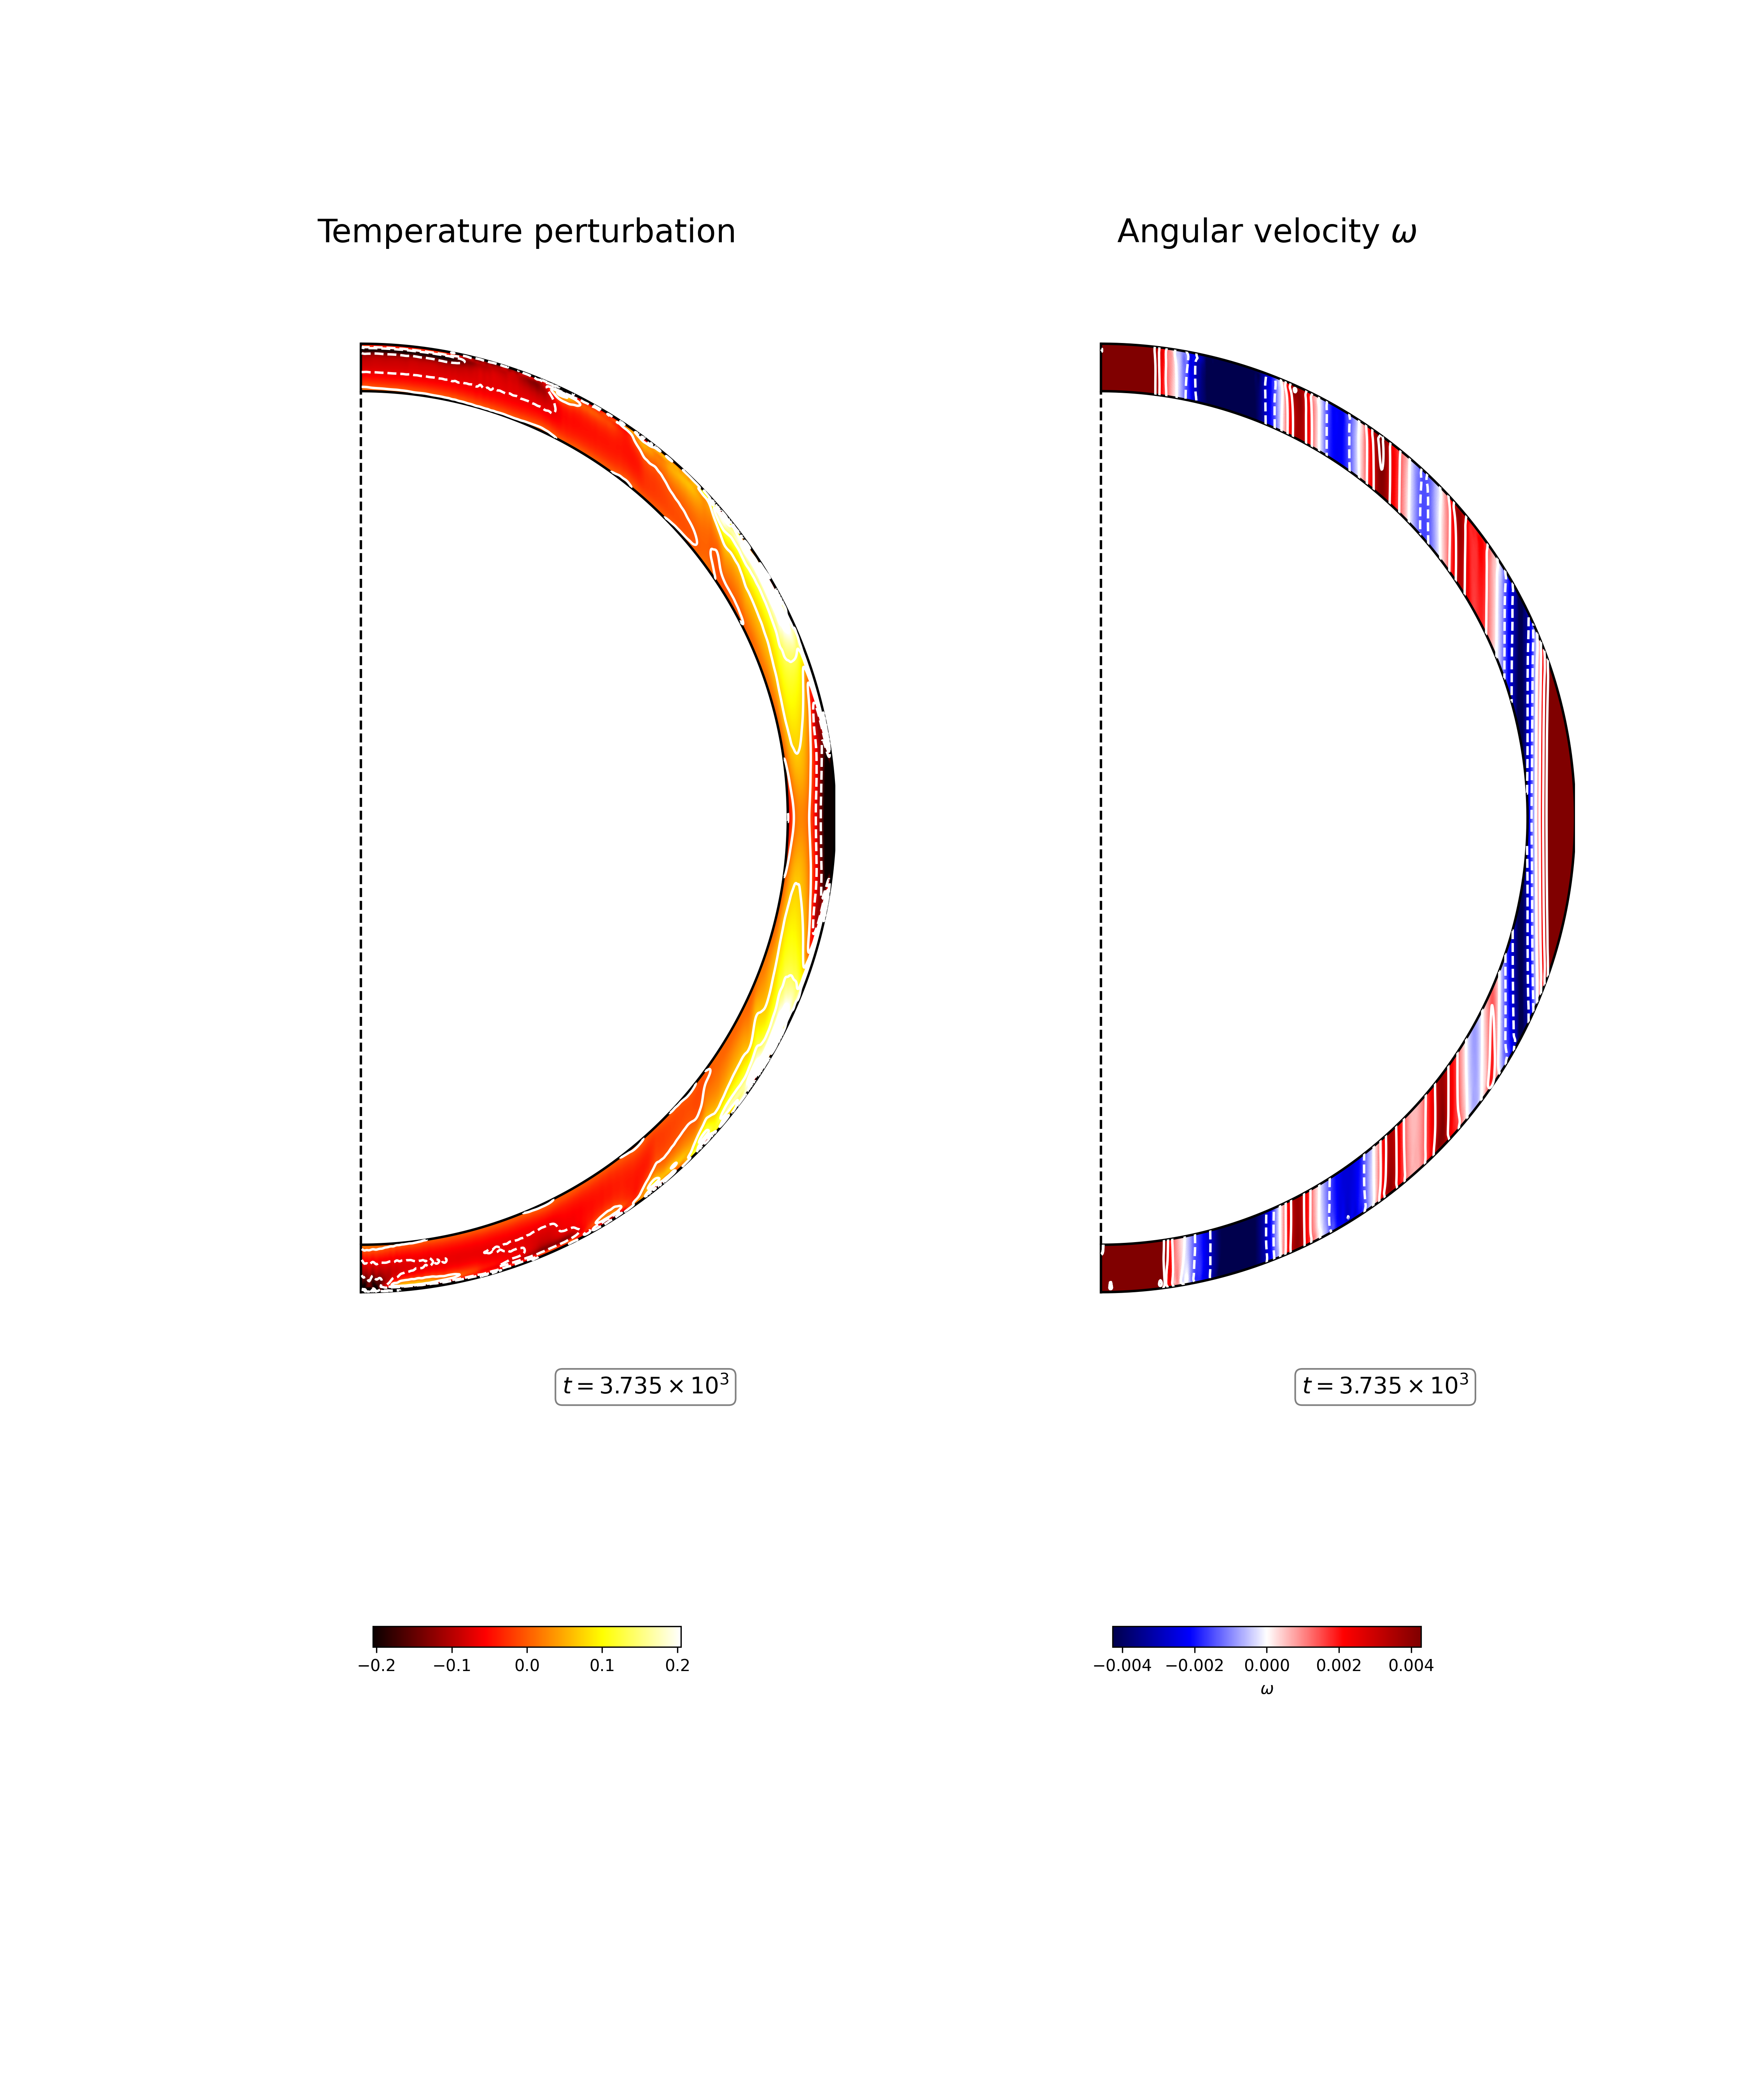 Temperature perturbation
Angular velocity ω
t = 3.735 × 10³
t = 3.735 × 10³
−0.2 −0.1 0.0 0.1 0.2
−0.004 −0.002 0.000 0.002 0.004
ω